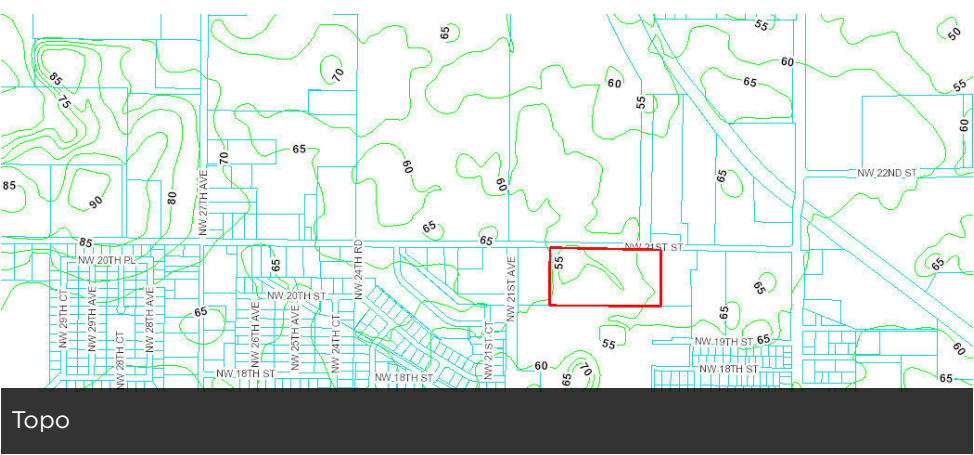 55
50
65
60
70
60
65
55
85
75
55
60
65
70
60
60
65
NW 22ND ST
85
90
80
NW 27TH AVE
65
65
85
NW 21ST ST
NW 20TH PL
NW 24TH RD
65
55
65
NW 21ST AVE
65
NW 20TH ST
65
NW 29TH CT
NW 29TH AVE
NW 28TH AVE
NW 28TH CT
NW 26TH AVE
NW 25TH AVE
NW 24TH CT
NW 21ST CT
65
55
NW 19TH ST
65
60
60
65
70
NW 18TH ST
NW 18TH ST
NW 18TH ST
65
Topo